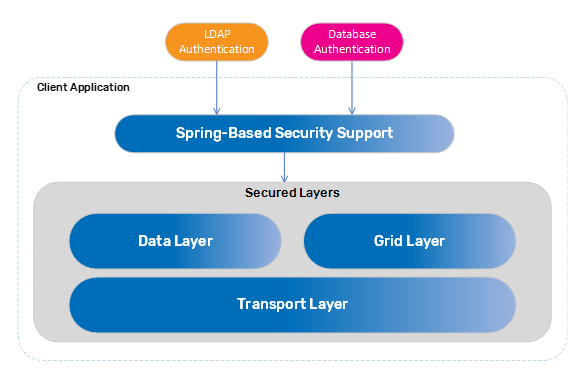 LDAP
Authentication
Database
Authentication
Client Application
Spring-Based Security Support
Secured Layers
Data Layer
Grid Layer
Transport Layer